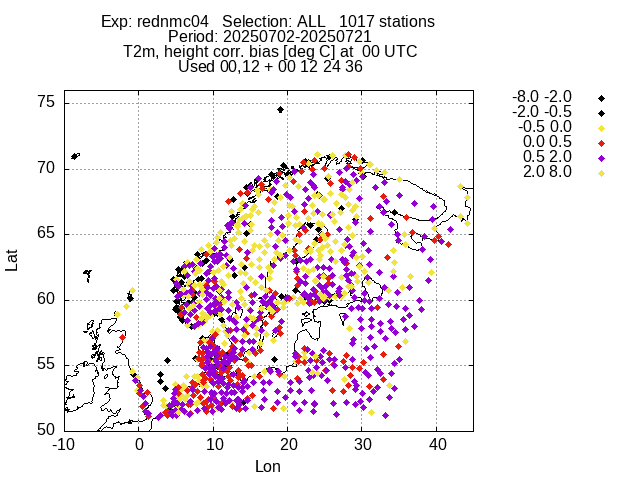 Exp: rednmc04   Selection: ALL   1017 stations
Period: 20250702-20250721
T2m, height corr. bias [deg C] at  00 UTC
Used 00,12 + 00 12 24 36
-8.0 -2.0
-2.0 -0.5
-0.5 0.0
0.0 0.5
0.5 2.0
2.0 8.0
75
70
65
60
55
50
Lat
-10 0 10 20 30 40
Lon